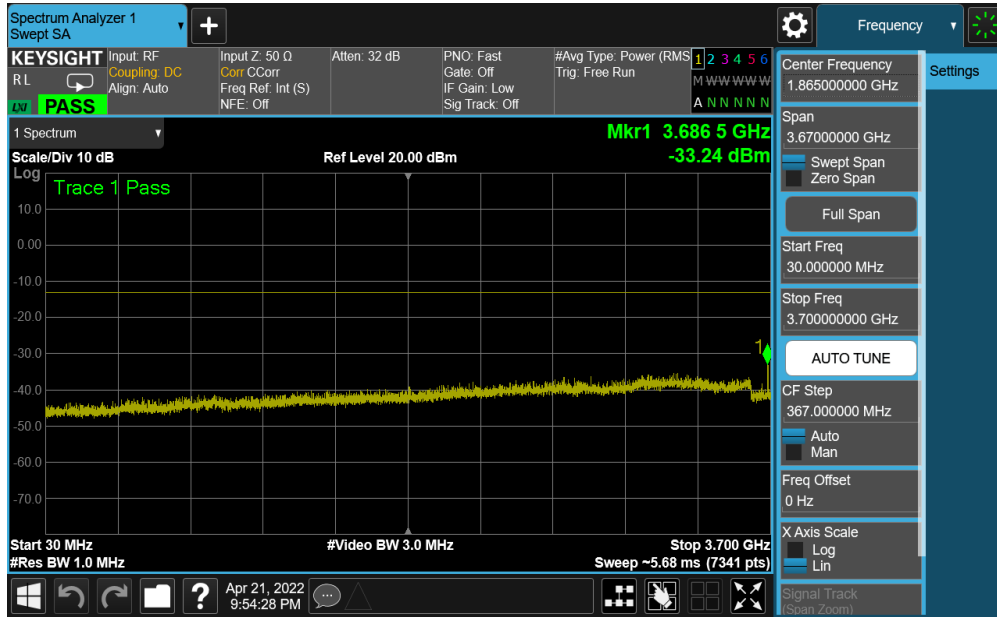 Spectrum Analyzer 1
Swept SA
+
Frequency
KEYSIGHT
R L
LXI PASS
Input: RF
Coupling: DC
Align: Auto
Input Z: 50 Ω
Corr CCorr
Freq Ref: Int (S)
NFE: Off
Atten: 32 dB
PNO: Fast
Gate: Off
IF Gain: Low
Sig Track: Off
#Avg Type: Power (RMS
Trig: Free Run
1 2 3 4 5 6
M W W W W W
A N N N N N
1 Spectrum
Mkr1 3.686 5 GHz
Scale/Div 10 dB
Ref Level 20.00 dBm
-33.24 dBm
Log
Trace 1 Pass
10.0
0.00
-10.0
-20.0
-30.0
1
-40.0
-50.0
-60.0
-70.0
Start 30 MHz
#Video BW 3.0 MHz
Stop 3.700 GHz
#Res BW 1.0 MHz
Sweep ~5.68 ms (7341 pts)
Center Frequency
1.865000000 GHz
Settings
Span
3.67000000 GHz
Swept Span
Zero Span
Full Span
Start Freq
30.000000 MHz
Stop Freq
3.700000000 GHz
AUTO TUNE
CF Step
367.000000 MHz
Auto
Man
Freq Offset
0 Hz
X Axis Scale
Log
Lin
Signal Track
(Span Zoom)
?
Apr 21, 2022
9:54:28 PM